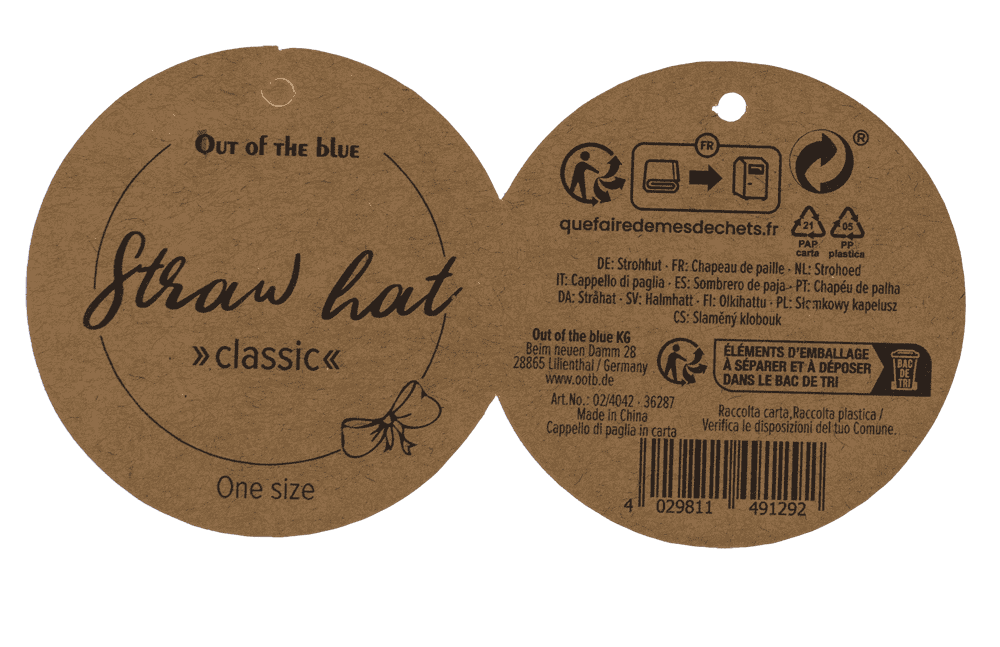 Out of the blue
Straw hat
»classic«
One size
FR
®
quefairedemesdechets.fr
21
05
PAP
PP
carta
plastica
DE: Strohhut · FR: Chapeau de paille · NL: Strohoed
IT: Cappello di paglia · ES: Sombrero de paja · PT: Chapéu de palha
DA: Stråhat · SV: Halmhatt · FI: Olkihattu · PL: Słomkowy kapelusz
CS: Slaměný klobouk
Out of the blue KG
Beim neuen Damm 28
28865 Lilienthal / Germany
www.ootb.de
ÉLÉMENTS D'EMBALLAGE
À SÉPARER ET À DÉPOSER
DANS LE BAC DE TRI
BAC
DE
TRI
Art.No.: 02/4042 · 36287
Made in China
Cappello di paglia in carta
Raccolta carta,Raccolta plastica /
Verifica le disposizioni del tuo Comune.
4 029811 491292